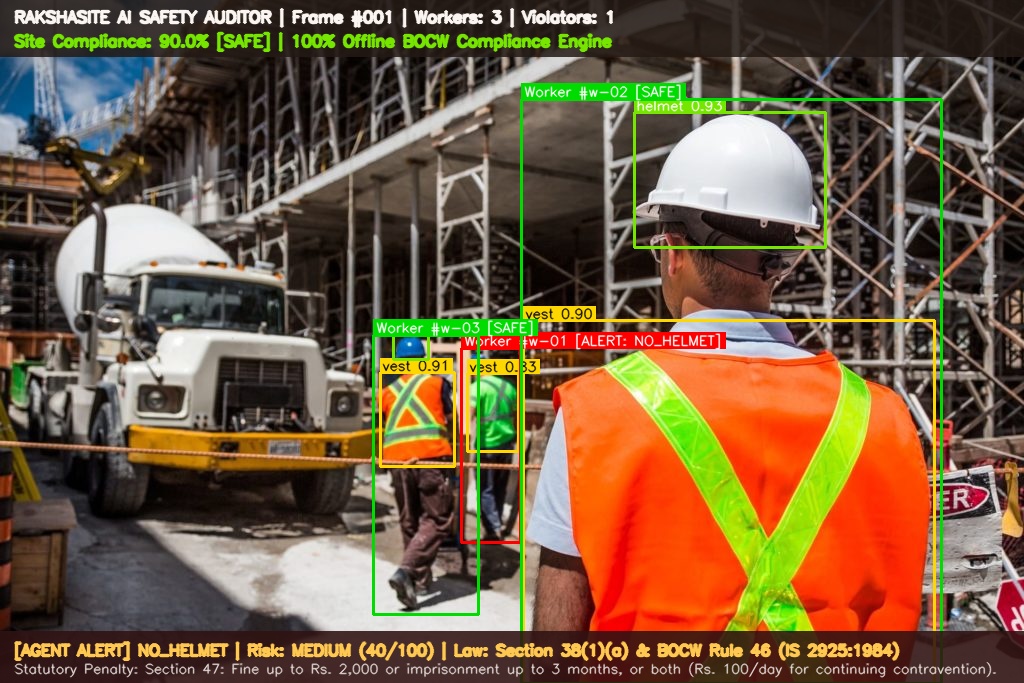 RAKSHASITE AI SAFETY AUDITOR | Frame #001 | Workers: 3 | Violators: 1
Site Compliance: 90.0% [SAFE] | 100% Offline BOCW Compliance Engine
Worker #w-02 [SAFE]
helmet 0.93
vest 0.90
Worker #w-03 [SAFE]
Worker #w-01 [ALERT: NO_HELMET]
vest 0.91
vest 0.83
[AGENT ALERT] NO_HELMET | Risk: MEDIUM (40/100) | Law: Section 38(1)(a) & BOCW Rule 46 (IS 2925:1984)
Statutory Penalty: Section 47: Fine up to Rs. 2,000 or imprisonment up to 3 months, or both (Rs. 100/day for continuing contravention).